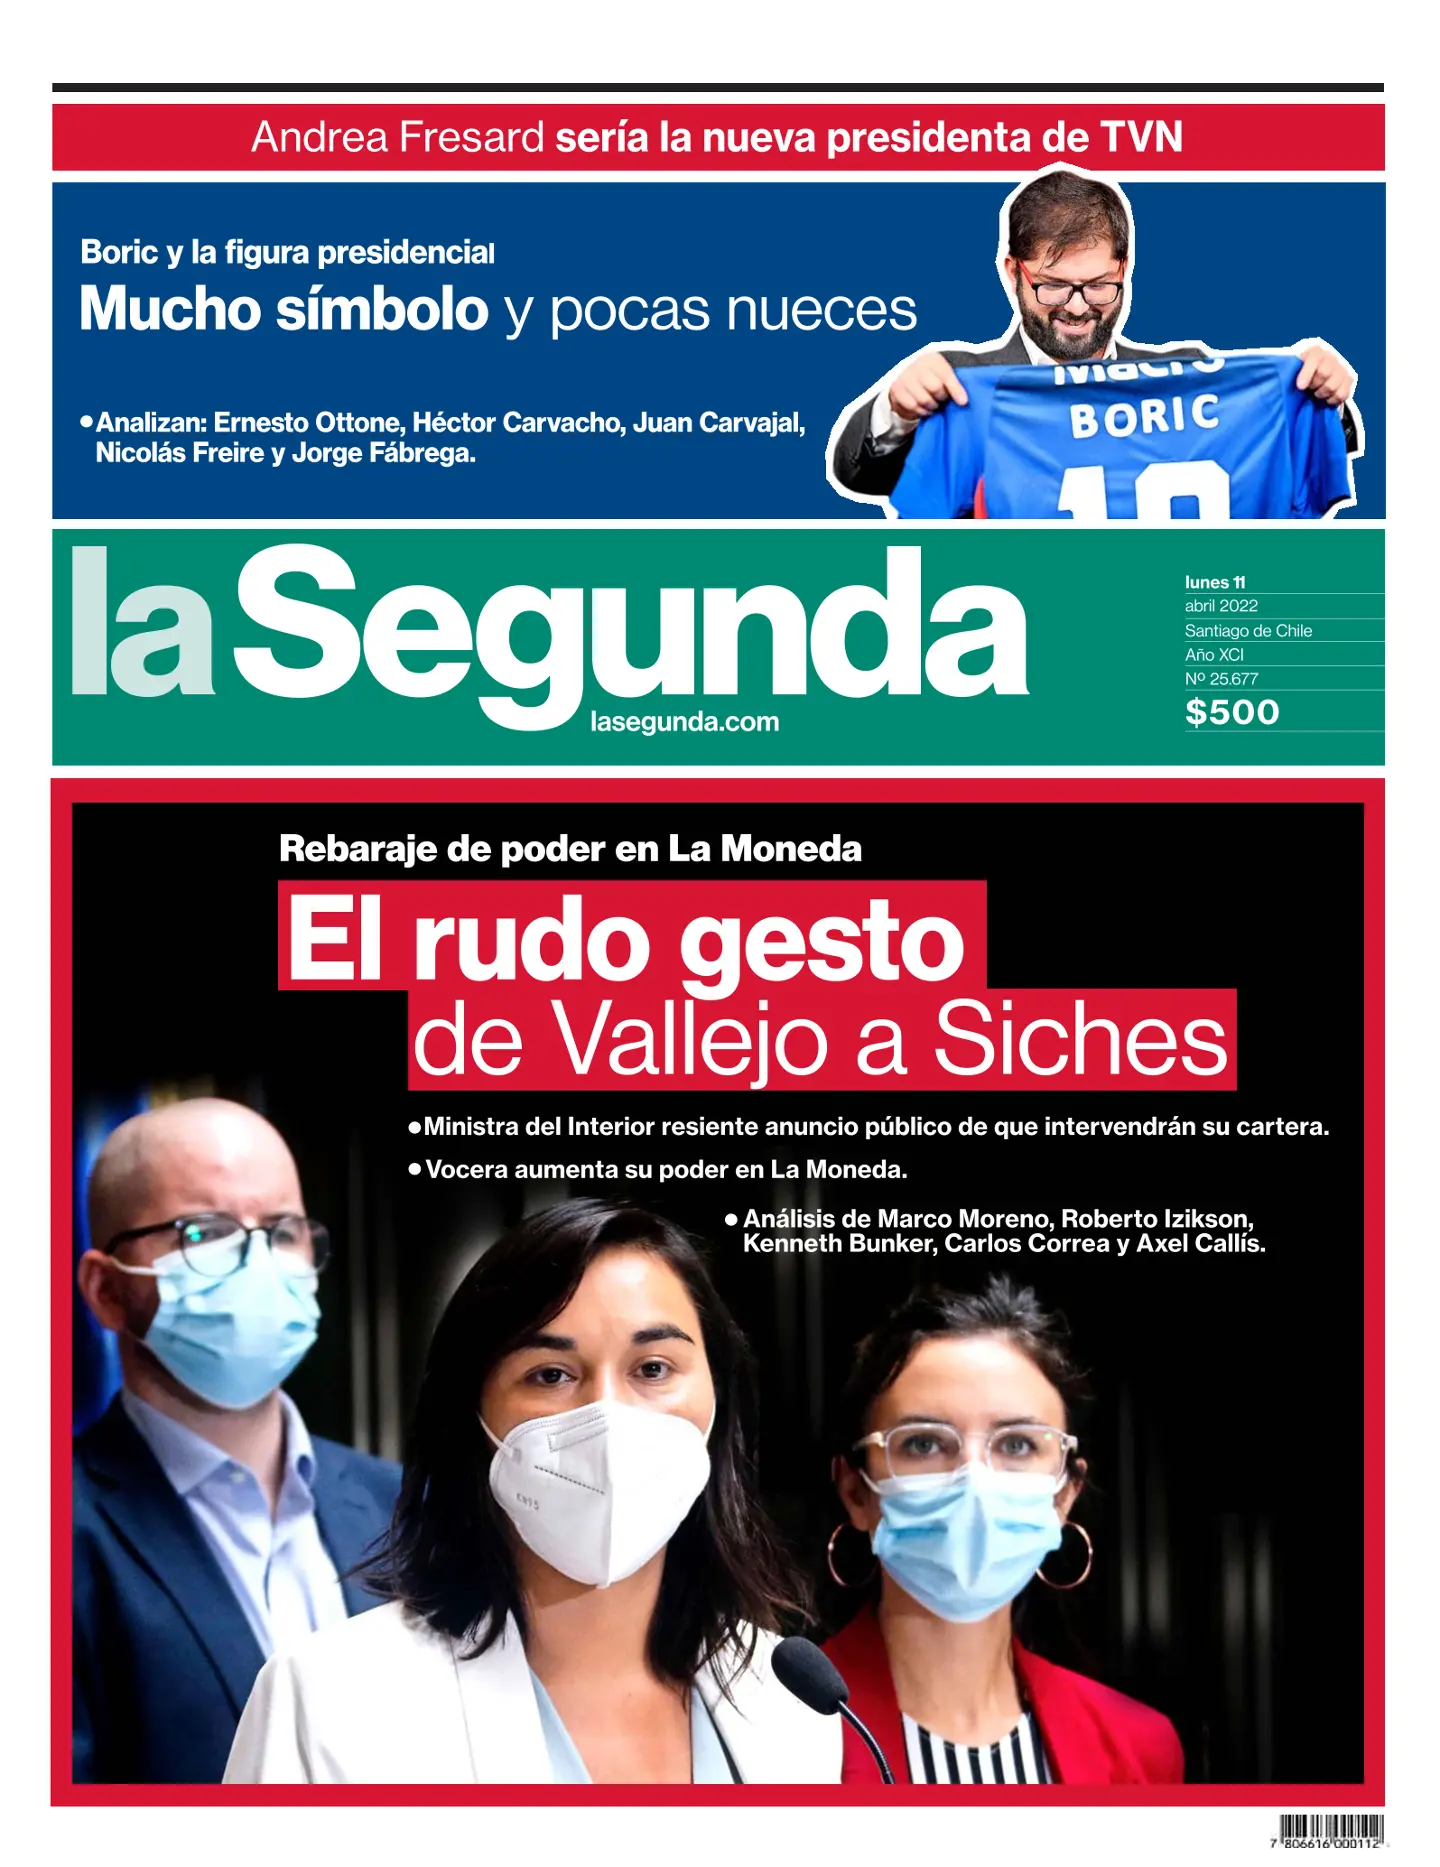 Andrea Fresard sería la nueva presidenta de TVN
Boric y la figura presidencial
Mucho símbolo y pocas nueces
•Analizan: Ernesto Ottone, Héctor Carvacho, Juan Carvajal,
Nicolás Freire y Jorge Fábrega.
BORIC
10
laSegunda
lasegunda.com
lunes 11
abril 2022
Santiago de Chile
Año XCI
Nº 25.677
$500
Rebaraje de poder en La Moneda
El rudo gesto
de Vallejo a Siches
•Ministra del Interior resiente anuncio público de que intervendrán su cartera.
•Vocera aumenta su poder en La Moneda.
•Análisis de Marco Moreno, Roberto Izikson,
Kenneth Bunker, Carlos Correa y Axel Callís.
KN95
7 806616 000112